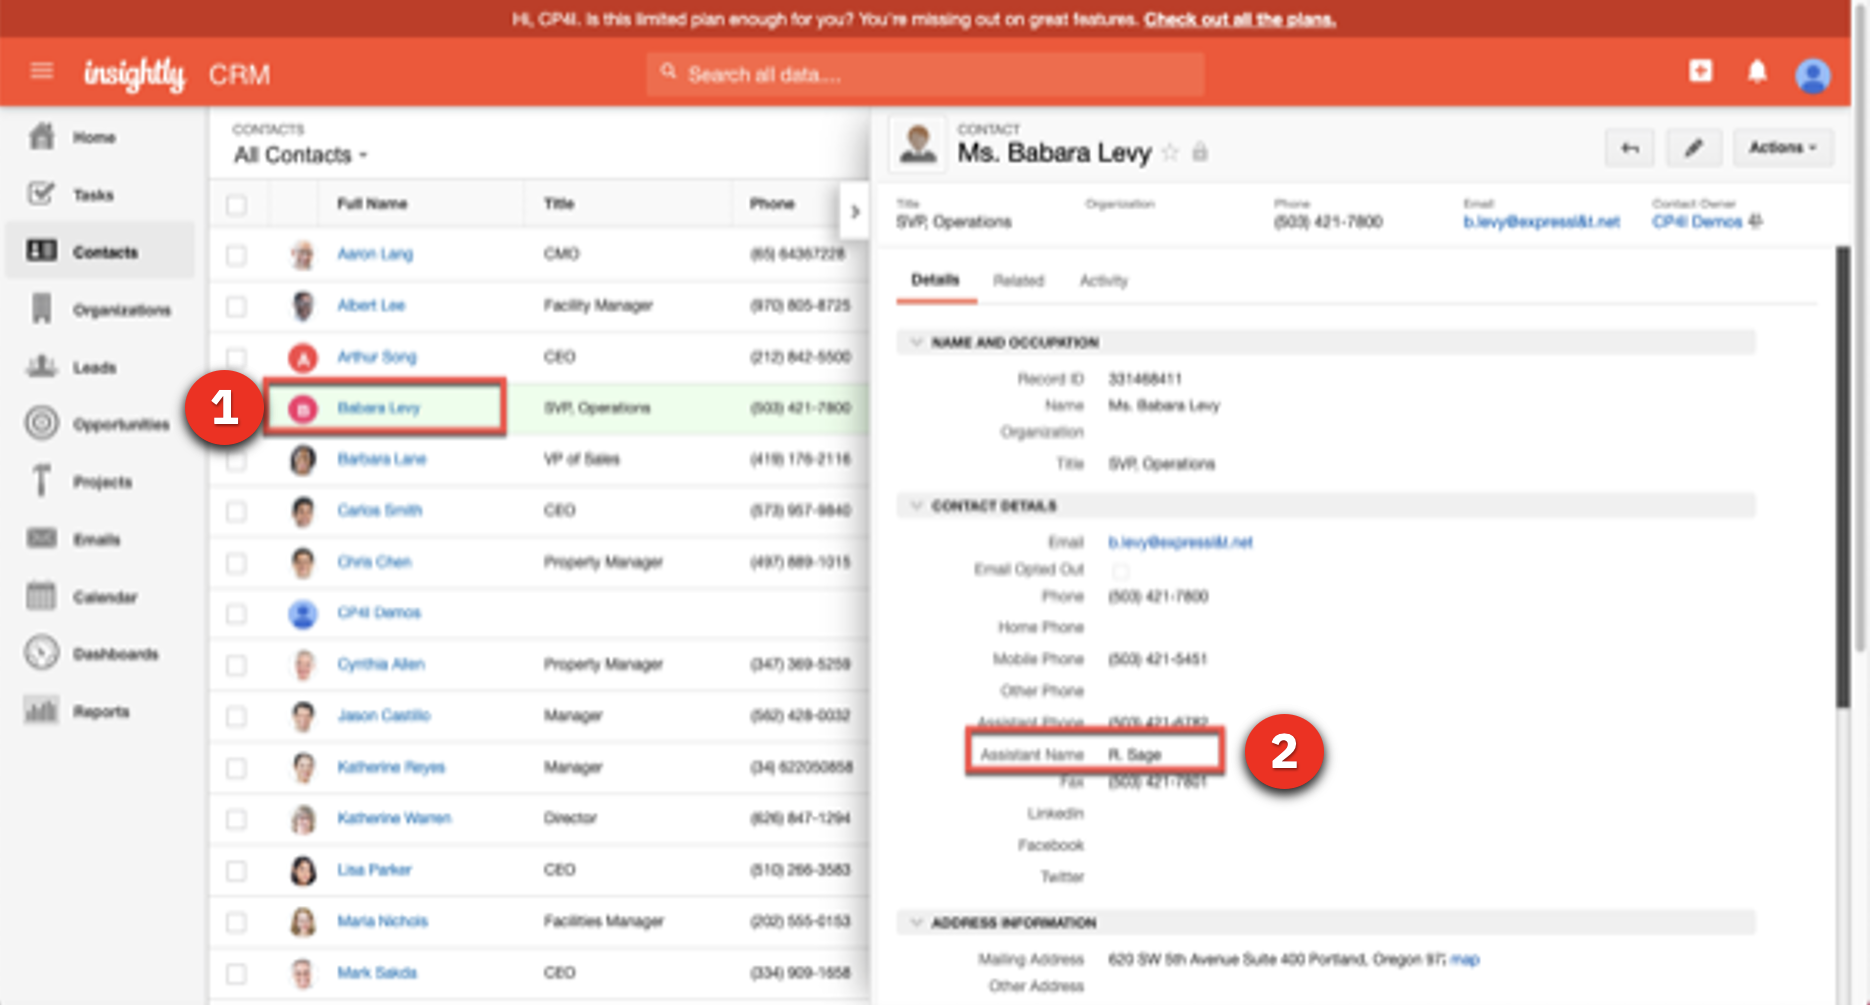 Hi, CP4I. Is this limited plan enough for you? You're missing out on great features. Check out all the plans.
insightly CRM
Search all data....
Home
Tasks
Contacts
Organizations
Leads
Opportunities
Projects
Emails
Calendar
Dashboards
Reports
CONTACTS
All Contacts
Full Name Title Phone
Aaron Lang CMO (65) 64367228
Albert Lee Facility Manager (970) 805-8725
A Arthur Song CEO (212) 842-5500
1
B Babara Levy SVP, Operations (503) 421-7800
Barbara Lane VP of Sales (419) 176-2116
Carlos Smith CEO (573) 957-9840
Chris Chen Property Manager (497) 889-1015
CP4I Demos
Cynthia Allen Property Manager (347) 369-5259
Jason Castillo Manager (562) 428-0032
Katherine Reyes Manager (34) 622050858
Katherine Warren Director (626) 847-1294
Lisa Parker CEO (510) 266-3583
Maria Nichols Facilities Manager (202) 555-0153
Mark Sakda CEO (334) 909-1658
CONTACT
Ms. Babara Levy
Actions
Title Organization Phone Email Contact Owner
SVP, Operations (503) 421-7800 b.levy@expressl&t.net CP4I Demos
Details Related Activity
NAME AND OCCUPATION
Record ID 331468411
Name Ms. Babara Levy
Organization
Title SVP, Operations
CONTACT DETAILS
Email b.levy@expressl&t.net
Email Opted Out
Phone (503) 421-7800
Home Phone
Mobile Phone (503) 421-5451
Other Phone
Assistant Phone (503) 421-6782
Assistant Name R. Sage
2
Fax (503) 421-7801
Linkedin
Facebook
Twitter
ADDRESS INFORMATION
Mailing Address 620 SW 5th Avenue Suite 400 Portland, Oregon 97: map
Other Address